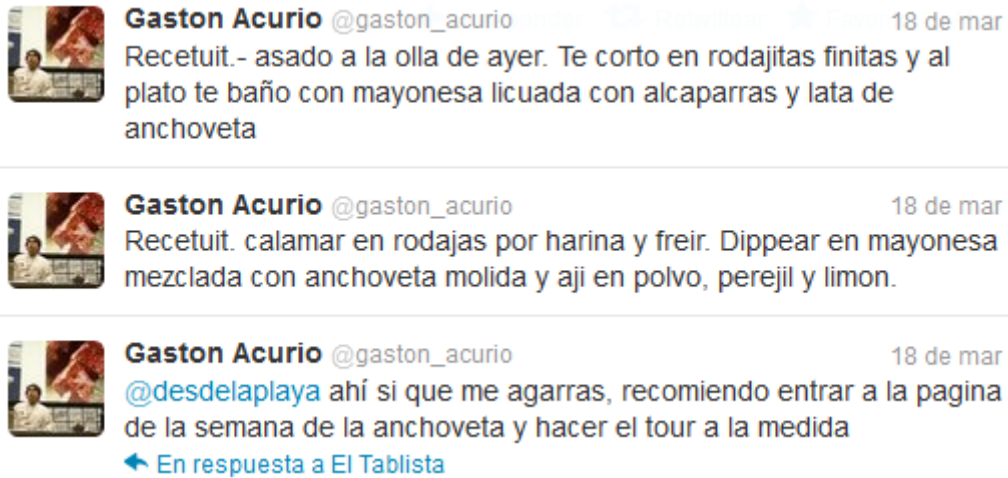 Gaston Acurio @gaston_acurio 18 de mar
Recetuit.- asado a la olla de ayer. Te corto en rodajitas finitas y al
plato te baño con mayonesa licuada con alcaparras y lata de
anchoveta
Gaston Acurio @gaston_acurio 18 de mar
Recetuit. calamar en rodajas por harina y freir. Dippear en mayonesa
mezclada con anchoveta molida y aji en polvo, perejil y limon.
Gaston Acurio @gaston_acurio 18 de mar
@desdelaplaya ahí si que me agarras, recomiendo entrar a la pagina
de la semana de la anchoveta y hacer el tour a la medida
En respuesta a El Tablista